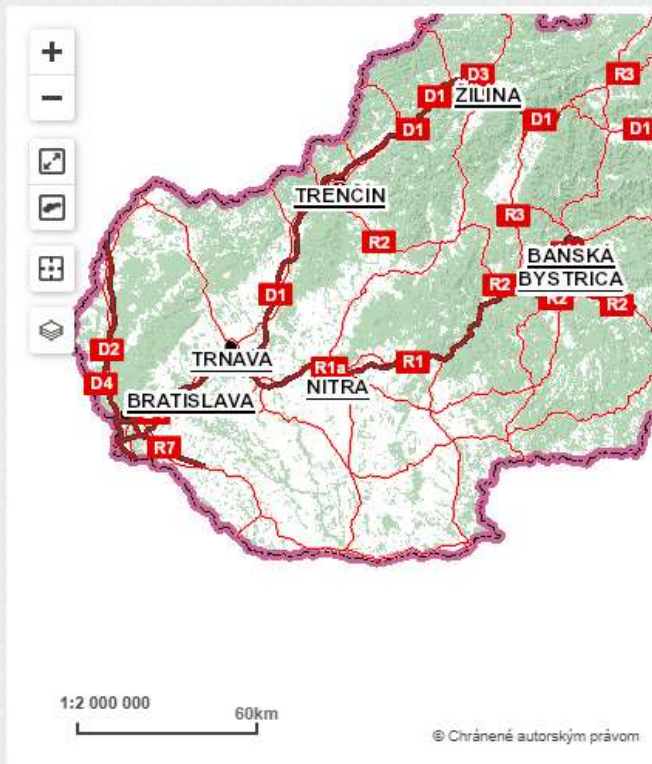 +
−
D3
R3
D1
ŽILINA
D1
D1
D1
TRENČÍN
R3
R2
BANSKÁ
BYSTRICA
R2
R2
R2
D1
D2
TRNAVA
R1a
R1
D4
NITRA
BRATISLAVA
R7
1:2 000 000
60km
© Chránené autorským právom